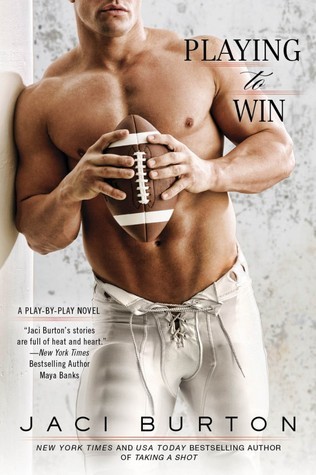 PLAYING
to
WIN
A PLAY-BY-PLAY NOVEL
"Jaci Burton's stories
are full of heat and heart."
—New York Times
Bestselling Author
Maya Banks
JACI BURTON
NEW YORK TIMES AND USA TODAY BESTSELLING AUTHOR
OF TAKING A SHOT